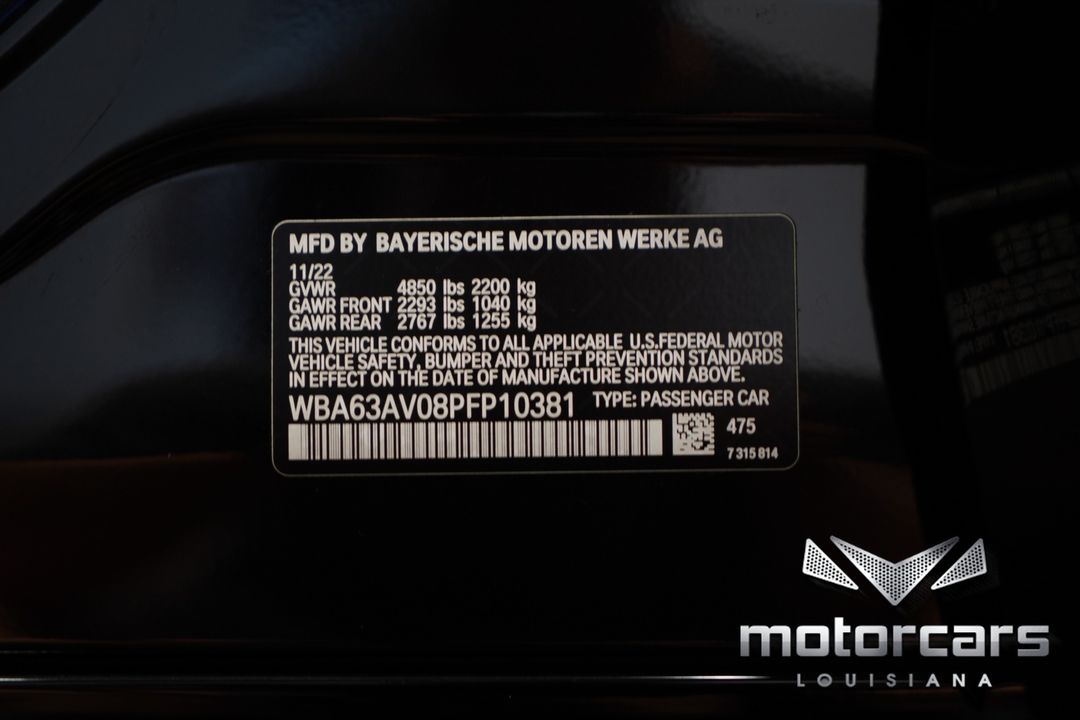 MFD BY BAYERISCHE MOTOREN WERKE AG
11/22
GVWR 4850 lbs 2200 kg
GAWR FRONT 2293 lbs 1040 kg
GAWR REAR 2767 lbs 1255 kg
THIS VEHICLE CONFORMS TO ALL APPLICABLE U.S.FEDERAL MOTOR
VEHICLE SAFETY, BUMPER AND THEFT PREVENTION STANDARDS
IN EFFECT ON THE DATE OF MANUFACTURE SHOWN ABOVE.
WBA63AV08PFP10381 TYPE: PASSENGER CAR
475
7 315 814
motorcars
LOUISIANA